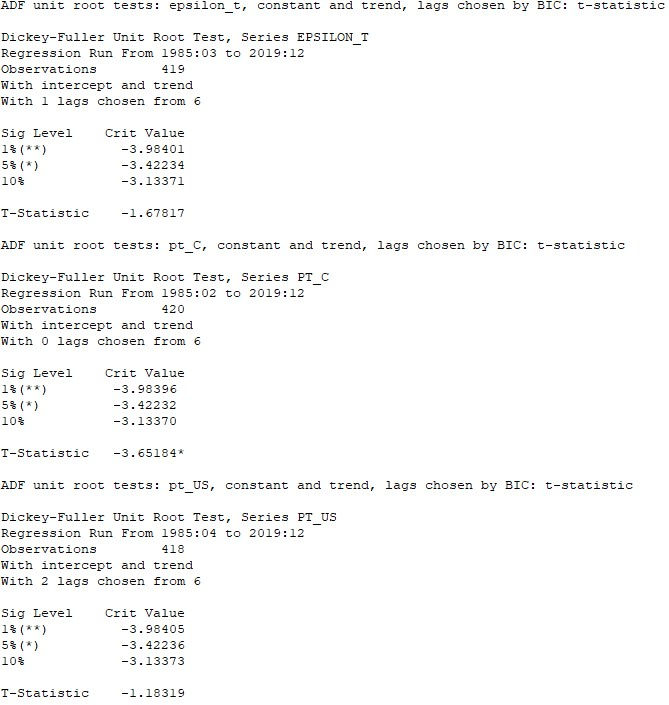 ADF unit root tests: epsilon_t, constant and trend, lags chosen by BIC: t-statistic
Dickey-Fuller Unit Root Test, Series EPSILON_T
Regression Run From 1985:03 to 2019:12
Observations 419
With intercept and trend
With 1 lags chosen from 6
Sig Level Crit Value
1%(**) -3.98401
5%(*) -3.42234
10% -3.13371
T-Statistic -1.67817
ADF unit root tests: pt_C, constant and trend, lags chosen by BIC: t-statistic
Dickey-Fuller Unit Root Test, Series PT_C
Regression Run From 1985:02 to 2019:12
Observations 420
With intercept and trend
With 0 lags chosen from 6
Sig Level Crit Value
1%(**) -3.98396
5%(*) -3.42232
10% -3.13370
T-Statistic -3.65184*
ADF unit root tests: pt_US, constant and trend, lags chosen by BIC: t-statistic
Dickey-Fuller Unit Root Test, Series PT_US
Regression Run From 1985:04 to 2019:12
Observations 418
With intercept and trend
With 2 lags chosen from 6
Sig Level Crit Value
1%(**) -3.98405
5%(*) -3.42236
10% -3.13373
T-Statistic -1.18319